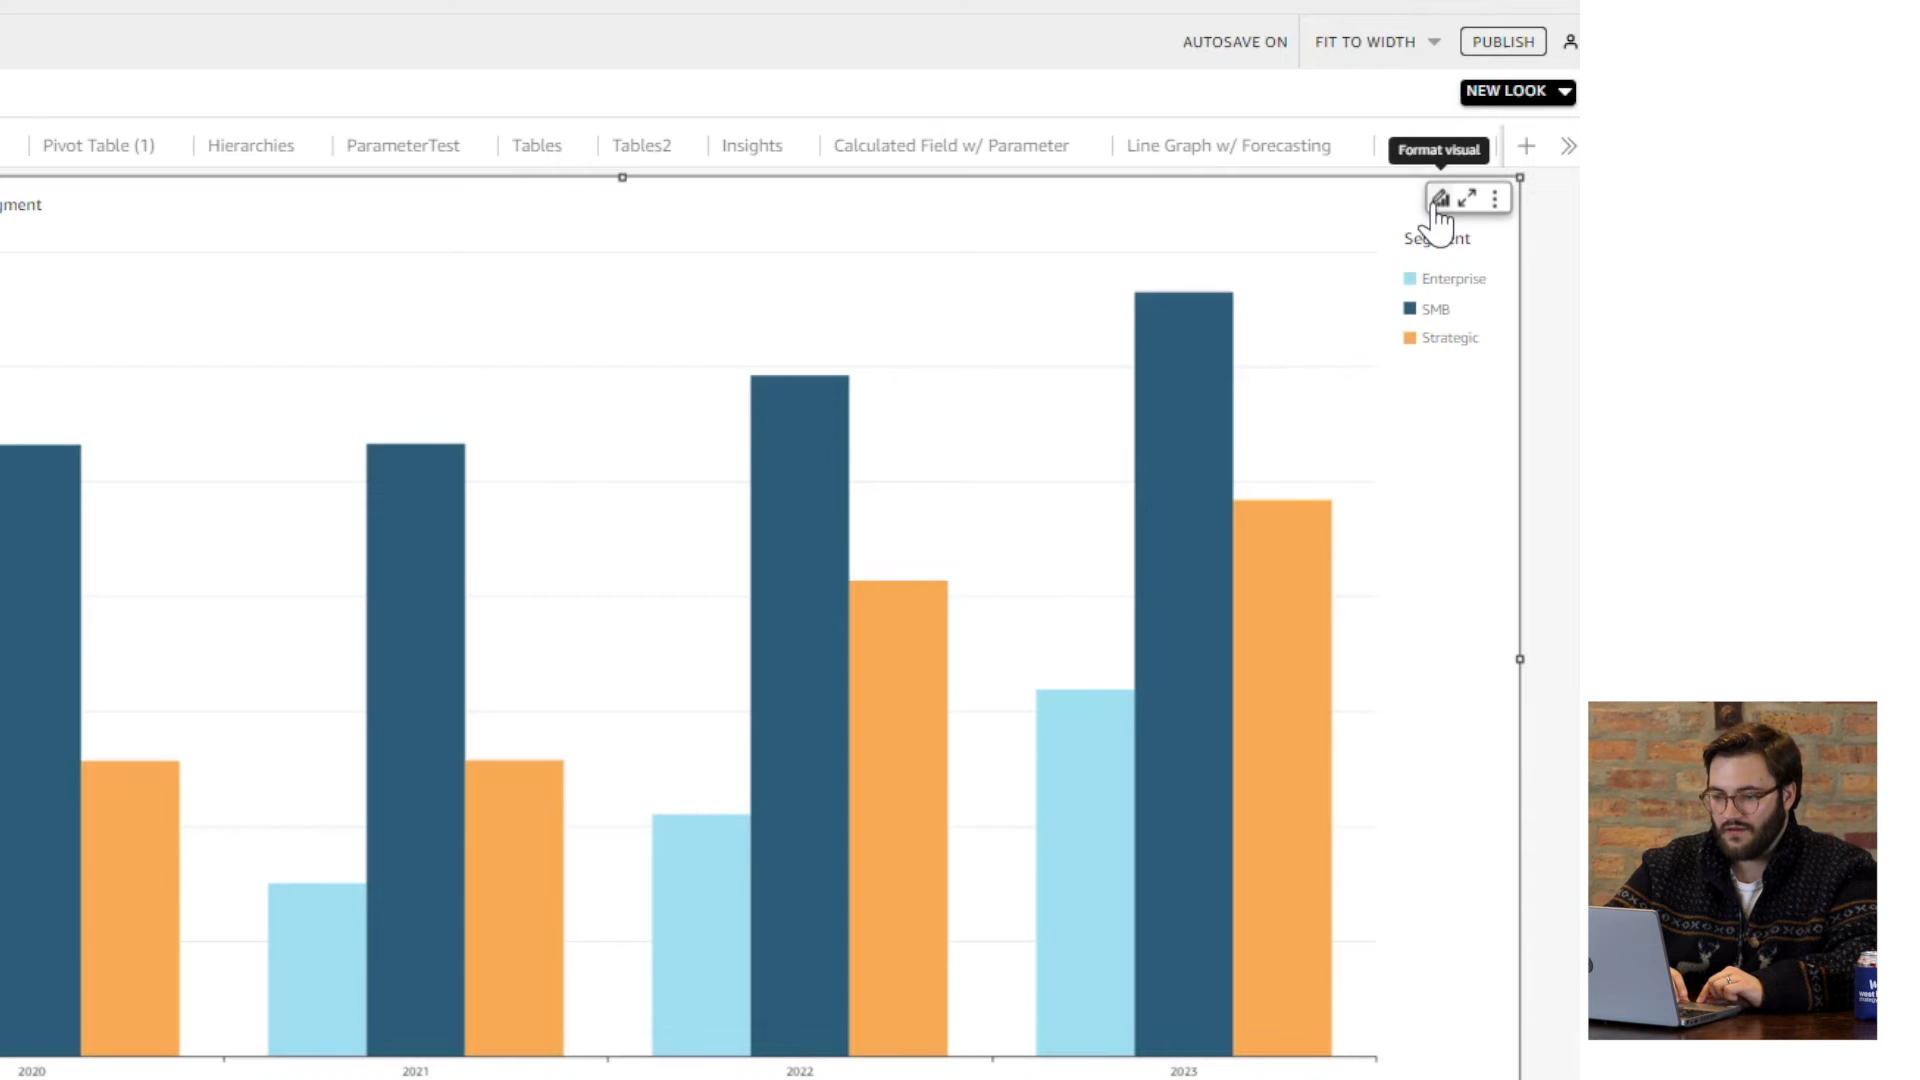 AUTOSAVE ON
FIT TO WIDTH
PUBLISH
NEW LOOK
Pivot Table (1)
Hierarchies
ParameterTest
Tables
Tables2
Insights
Calculated Field w/ Parameter
Line Graph w/ Forecasting
Format visual
gment
Enterprise
SMB
Strategic
2020
2021
2022
2023